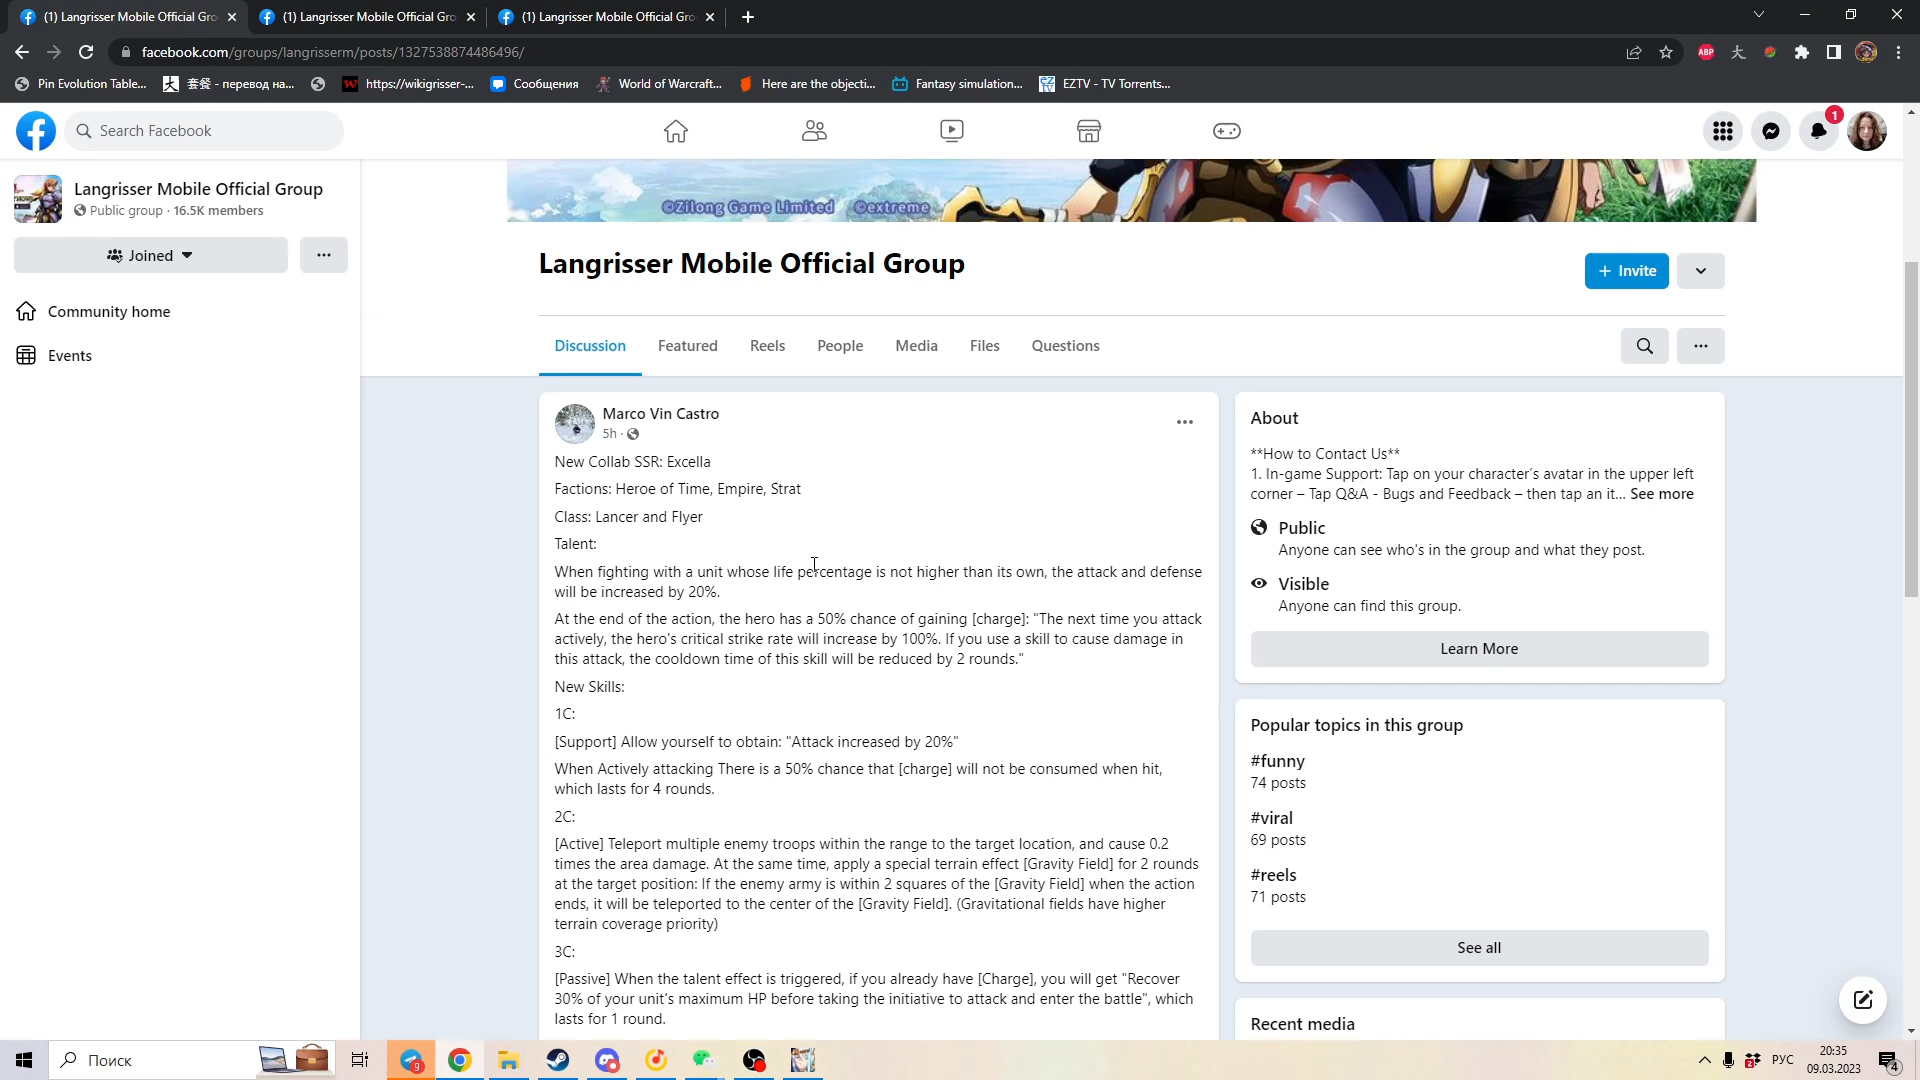 (1) Langrisser Mobile Official Gro
(1) Langrisser Mobile Official Gro
(1) Langrisser Mobile Official Gro
facebook.com/groups/langrisserm/posts/1327538874486496/
ABP
大
Pin Evolution Table...
大 套餐 - перевод на...
W https://wikigrisser-...
Сообщения
World of Warcraft...
Here are the objecti...
Fantasy simulation...
EZTV - TV Torrents...
Search Facebook
1
Langrisser Mobile Official Group
Public group · 16.5K members
Joined
Community home
Events
©Zilong Game Limited ©extreme
Langrisser Mobile Official Group
+ Invite
Discussion
Featured
Reels
People
Media
Files
Questions
Marco Vin Castro
5h ·
New Collab SSR: Excella
Factions: Heroe of Time, Empire, Strat
Class: Lancer and Flyer
Talent:
When fighting with a unit whose life percentage is not higher than its own, the attack and defense
will be increased by 20%.
At the end of the action, the hero has a 50% chance of gaining [charge]: "The next time you attack
actively, the hero's critical strike rate will increase by 100%. If you use a skill to cause damage in
this attack, the cooldown time of this skill will be reduced by 2 rounds."
New Skills:
1C:
[Support] Allow yourself to obtain: "Attack increased by 20%"
When Actively attacking There is a 50% chance that [charge] will not be consumed when hit,
which lasts for 4 rounds.
2C:
[Active] Teleport multiple enemy troops within the range to the target location, and cause 0.2
times the area damage. At the same time, apply a special terrain effect [Gravity Field] for 2 rounds
at the target position: If the enemy army is within 2 squares of the [Gravity Field] when the action
ends, it will be teleported to the center of the [Gravity Field]. (Gravitational fields have higher
terrain coverage priority)
3C:
[Passive] When the talent effect is triggered, if you already have [Charge], you will get "Recover
30% of your unit's maximum HP before taking the initiative to attack and enter the battle", which
lasts for 1 round.
About
**How to Contact Us**
1. In-game Support: Tap on your character's avatar in the upper left
corner – Tap Q&A - Bugs and Feedback – then tap an it... See more
Public
Anyone can see who's in the group and what they post.
Visible
Anyone can find this group.
Learn More
Popular topics in this group
#funny
74 posts
#viral
69 posts
#reels
71 posts
See all
Recent media
Поиск
9
РУС
20:35
09.03.2023
4